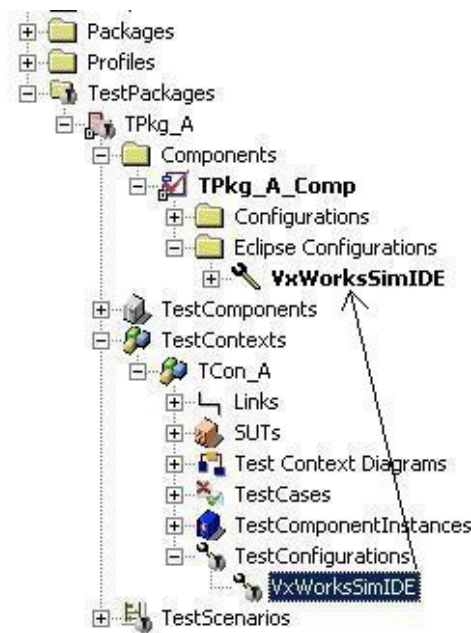 Packages
Profiles
TestPackages
TPkg_A
Components
TPkg_A_Comp
Configurations
Eclipse Configurations
VxWorksSimIDE
TestComponents
TestContexts
TCon_A
Links
SUTs
Test Context Diagrams
TestCases
TestComponentInstances
TestConfigurations
VxWorksSimIDE
TestScenarios